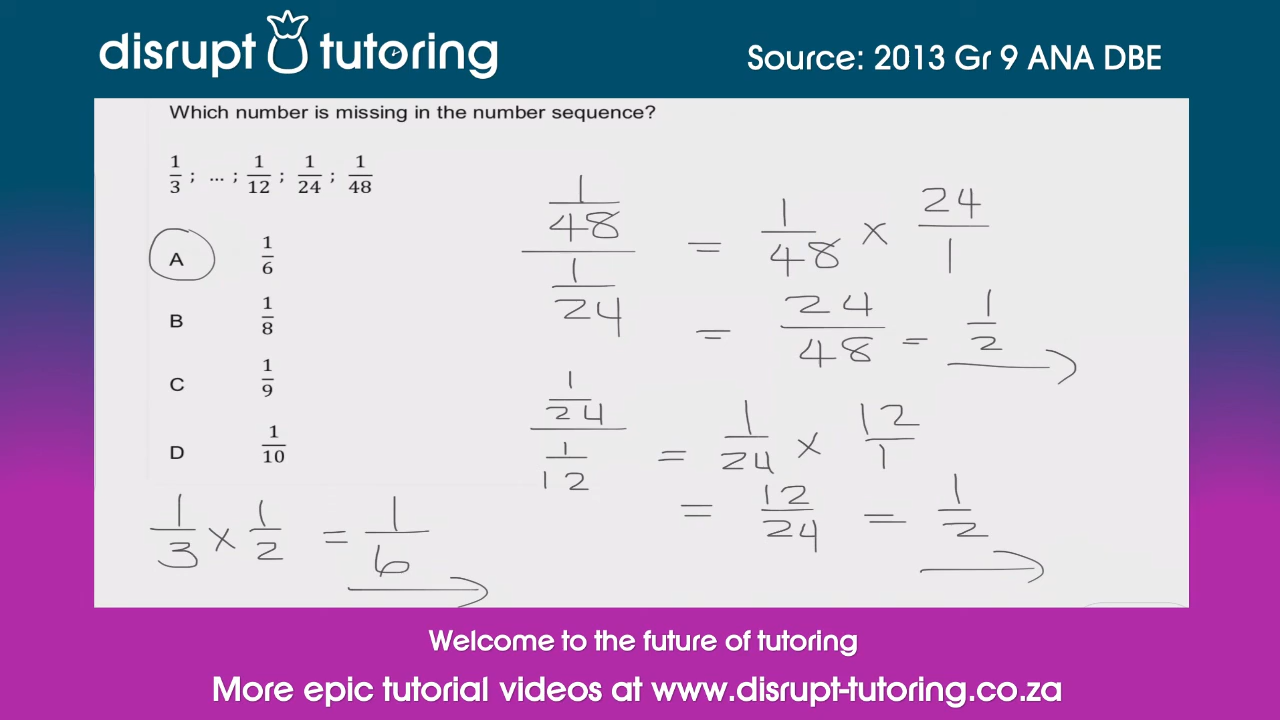 disrupt tutoring
Source: 2013 Gr 9 ANA DBE
Which number is missing in the number sequence?
1/3 ; ... ; 1/12 ; 1/24 ; 1/48
A 1/6
B 1/8
C 1/9
D 1/10
1/3 × 1/2 = 1/6
(1/48)/(1/24) = 1/48 × 24/1
= 24/48 = 1/2
(1/24)/(1/12) = 1/24 × 12/1
= 12/24 = 1/2
Welcome to the future of tutoring
More epic tutorial videos at www.disrupt-tutoring.co.za